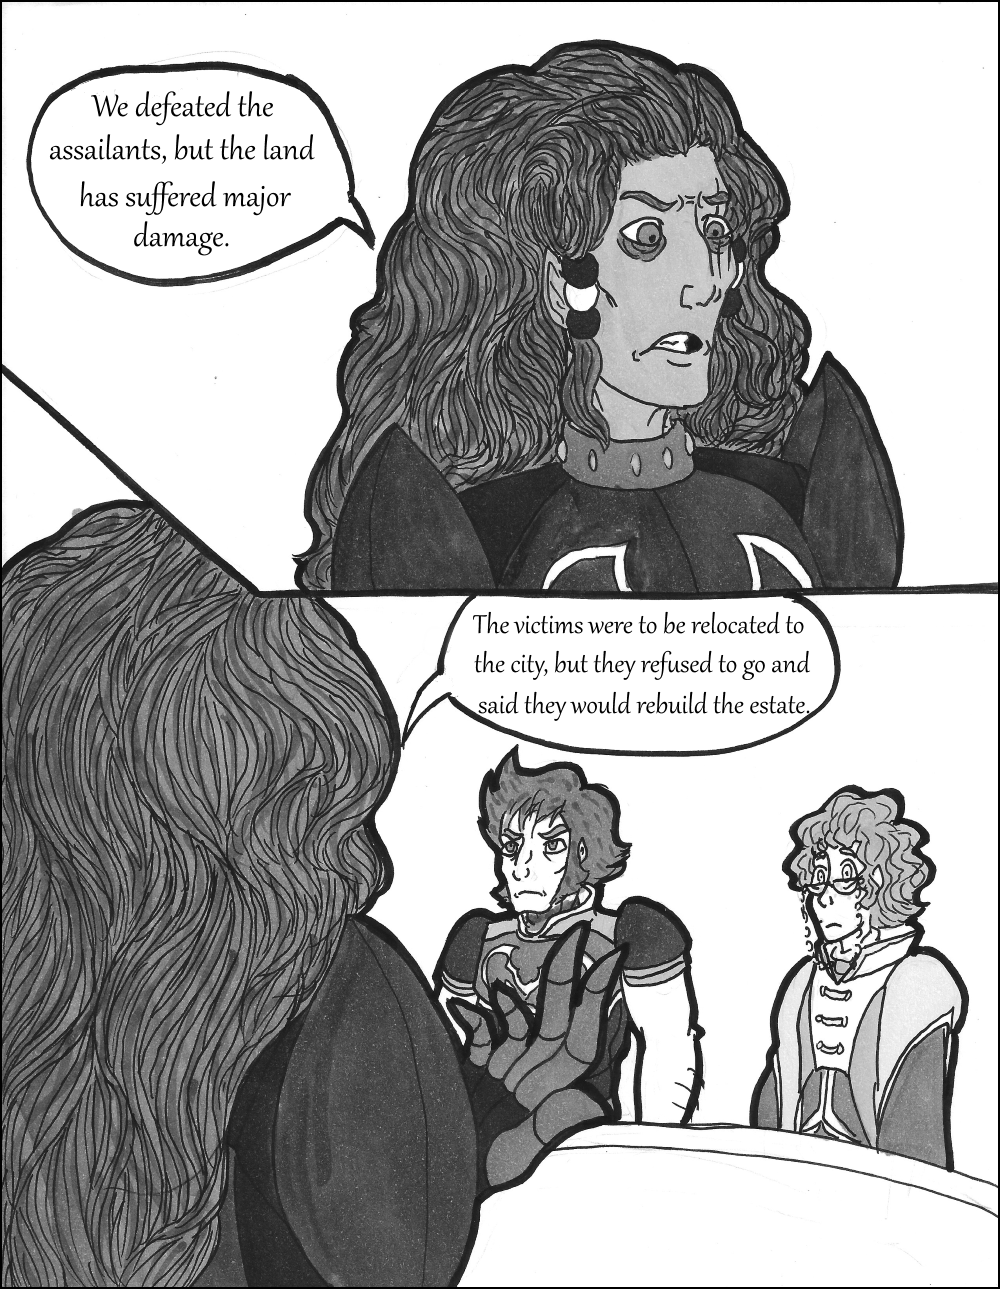 We defeated the
assailants, but the land
has suffered major
damage.
The victims were to be relocated to
the city, but they refused to go and
said they would rebuild the estate.